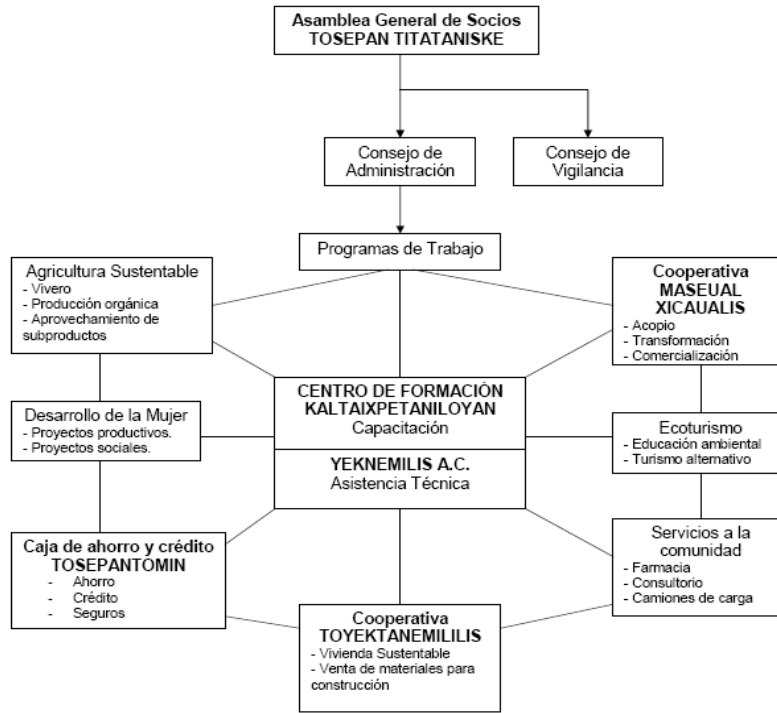 Asamblea General de Socios
TOSEPAN TITATANISKE
Consejo de
Administración
Consejo de
Vigilancia
Programas de Trabajo
Agricultura Sustentable
- Vivero
- Producción orgánica
- Aprovechamiento de
subproductos
Cooperativa
MASEUAL
XICAUALIS
- Acopio
- Transformación
- Comercialización
CENTRO DE FORMACIÓN
KALTAIXPETANILOYAN
Capacitación
Desarrollo de la Mujer
- Proyectos productivos.
- Proyectos sociales.
Ecoturismo
- Educación ambiental
- Turismo alternativo
YEKNEMILIS A.C.
Asistencia Técnica
Caja de ahorro y crédito
TOSEPANTOMIN
- Ahorro
- Crédito
- Seguros
Servicios a la
comunidad
- Farmacia
- Consultorio
- Camiones de carga
Cooperativa
TOYEKTANEMILILIS
- Vivienda Sustentable
- Venta de materiales para
construcción